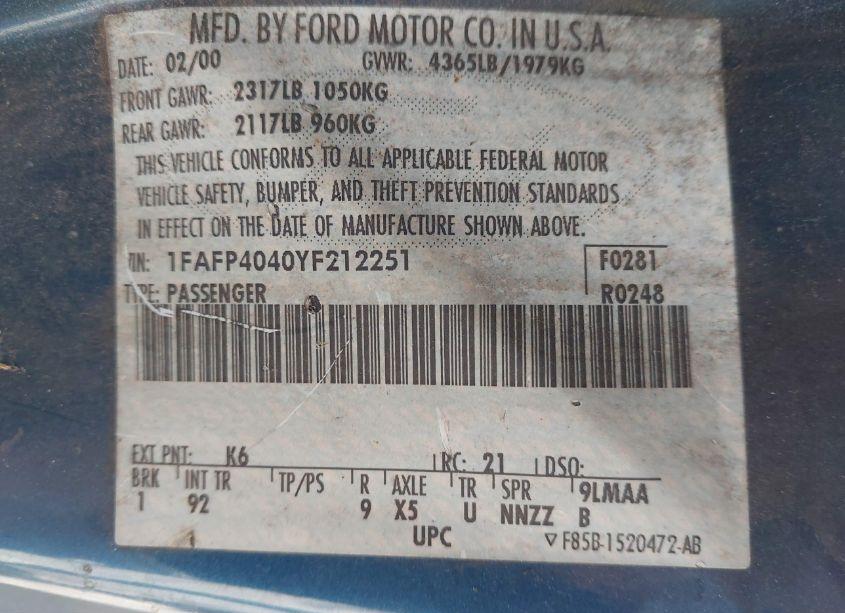 MFD. BY FORD MOTOR CO. IN U.S.A.
DATE: 02/00 GVWR: 4365LB/1979KG
FRONT GAWR: 2317LB 1050KG
REAR GAWR: 2117LB 960KG
THIS VEHICLE CONFORMS TO ALL APPLICABLE FEDERAL MOTOR
VEHICLE SAFETY, BUMPER, AND THEFT PREVENTION STANDARDS
IN EFFECT ON THE DATE OF MANUFACTURE SHOWN ABOVE.
VIN: 1FAFP4040YF212251 F0281
TYPE: PASSENGER R0248
EXT PNT: K6 RC: 21 DSO:
BRK INT TR TP/PS R AXLE TR SPR 9LMAA
1 92 9 X5 U NNZZ B
UPC ▽ F85B-1520472-AB